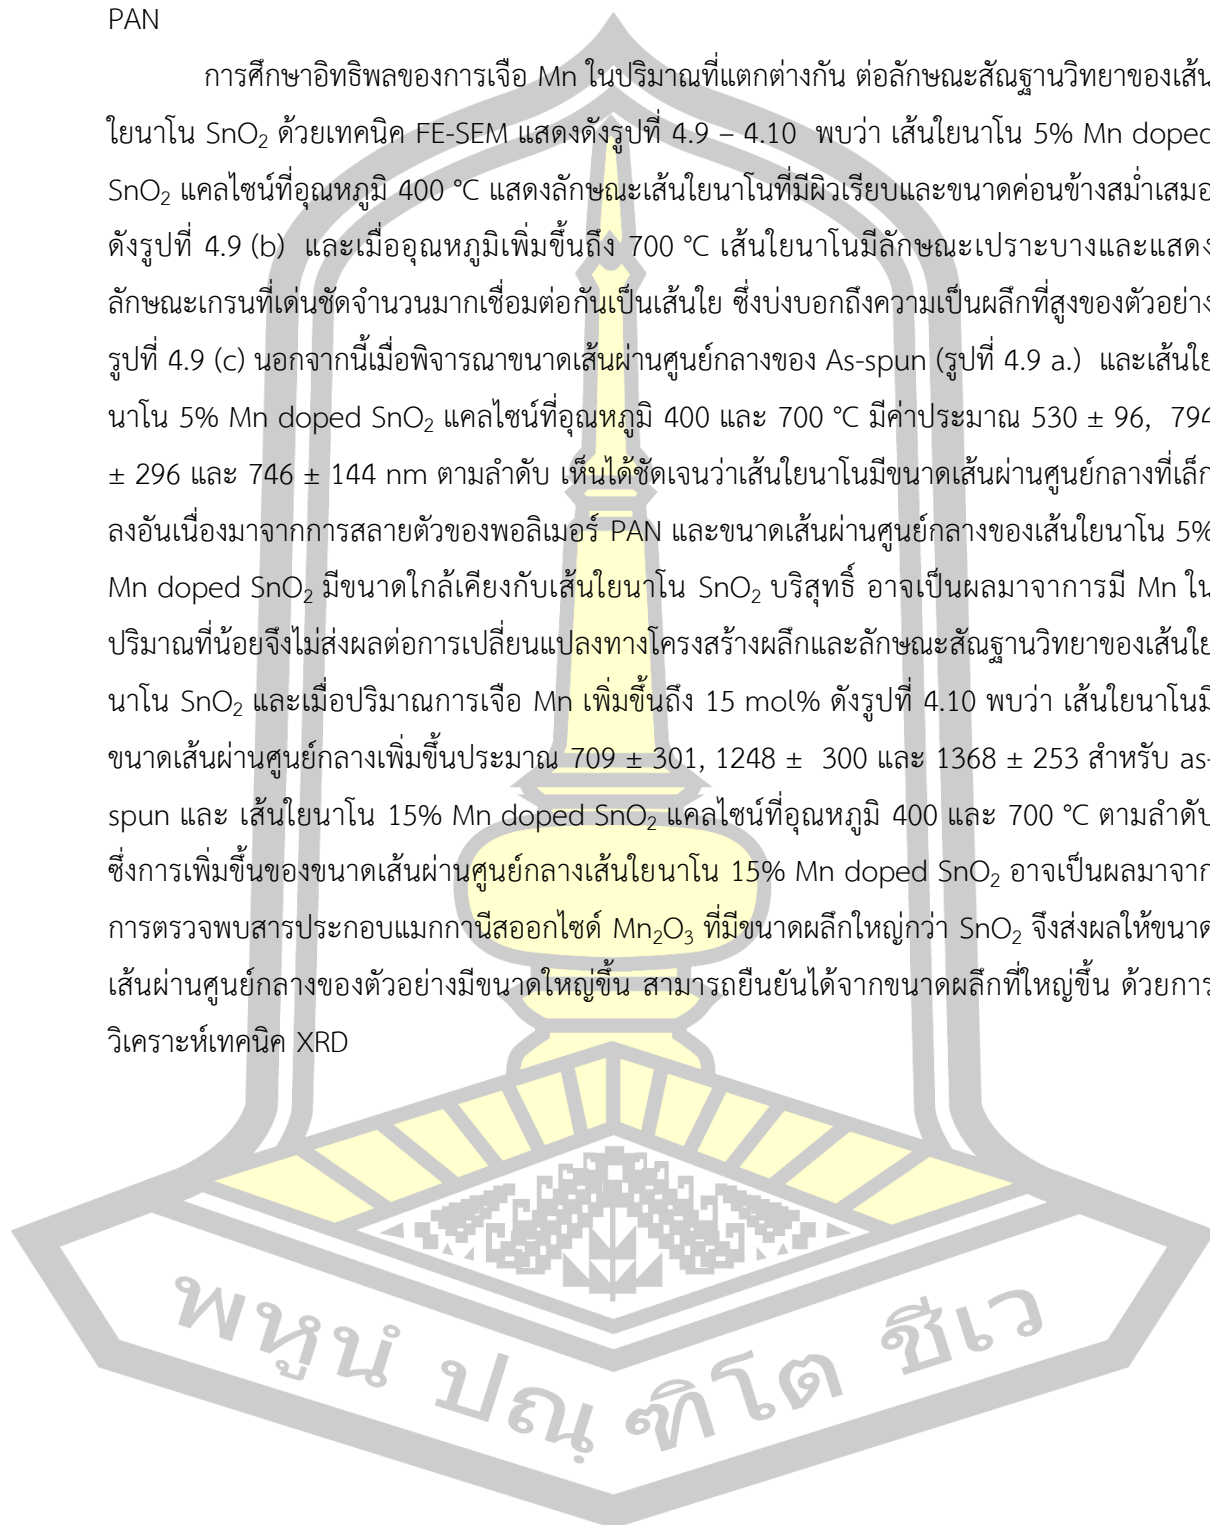 PAN
การศึกษาอิทธิพลของการเจือ Mn ในปริมาณที่แตกต่างกัน ต่อลักษณะสัณฐานวิทยาของเส้น
ใยนาโน SnO₂ ด้วยเทคนิค FE-SEM แสดงดังรูปที่ 4.9 – 4.10 พบว่า เส้นใยนาโน 5% Mn doped
SnO₂ แคลไซน์ที่อุณหภูมิ 400 °C แสดงลักษณะเส้นใยนาโนที่มีผิวเรียบและขนาดค่อนข้างสม่ำเสมอ
ดังรูปที่ 4.9 (b) และเมื่ออุณหภูมิเพิ่มขึ้นถึง 700 °C เส้นใยนาโนมีลักษณะเปราะบางและแสดง
ลักษณะเกรนที่เด่นชัดจำนวนมากเชื่อมต่อกันเป็นเส้นใย ซึ่งบ่งบอกถึงความเป็นผลึกที่สูงของตัวอย่าง
รูปที่ 4.9 (c) นอกจากนี้เมื่อพิจารณาขนาดเส้นผ่านศูนย์กลางของ As-spun (รูปที่ 4.9 a.) และเส้นใย
นาโน 5% Mn doped SnO₂ แคลไซน์ที่อุณหภูมิ 400 และ 700 °C มีค่าประมาณ 530 ± 96, 794
± 296 และ 746 ± 144 nm ตามลำดับ เห็นได้ชัดเจนว่าเส้นใยนาโนมีขนาดเส้นผ่านศูนย์กลางที่เล็ก
ลงอันเนื่องมาจากการสลายตัวของพอลิเมอร์ PAN และขนาดเส้นผ่านศูนย์กลางของเส้นใยนาโน 5%
Mn doped SnO₂ มีขนาดใกล้เคียงกับเส้นใยนาโน SnO₂ บริสุทธิ์ อาจเป็นผลมาจาการมี Mn ใน
ปริมาณที่น้อยจึงไม่ส่งผลต่อการเปลี่ยนแปลงทางโครงสร้างผลึกและลักษณะสัณฐานวิทยาของเส้นใย
นาโน SnO₂ และเมื่อปริมาณการเจือ Mn เพิ่มขึ้นถึง 15 mol% ดังรูปที่ 4.10 พบว่า เส้นใยนาโนมี
ขนาดเส้นผ่านศูนย์กลางเพิ่มขึ้นประมาณ 709 ± 301, 1248 ± 300 และ 1368 ± 253 สำหรับ as-
spun และ เส้นใยนาโน 15% Mn doped SnO₂ แคลไซน์ที่อุณหภูมิ 400 และ 700 °C ตามลำดับ
ซึ่งการเพิ่มขึ้นของขนาดเส้นผ่านศูนย์กลางเส้นใยนาโน 15% Mn doped SnO₂ อาจเป็นผลมาจาก
การตรวจพบสารประกอบแมกกานีสออกไซด์ Mn₂O₃ ที่มีขนาดผลึกใหญ่กว่า SnO₂ จึงส่งผลให้ขนาด
เส้นผ่านศูนย์กลางของตัวอย่างมีขนาดใหญ่ขึ้น สามารถยืนยันได้จากขนาดผลึกที่ใหญ่ขึ้น ด้วยการ
วิเคราะห์เทคนิค XRD
พหูนํ ปณฺฑิโต ชีเว